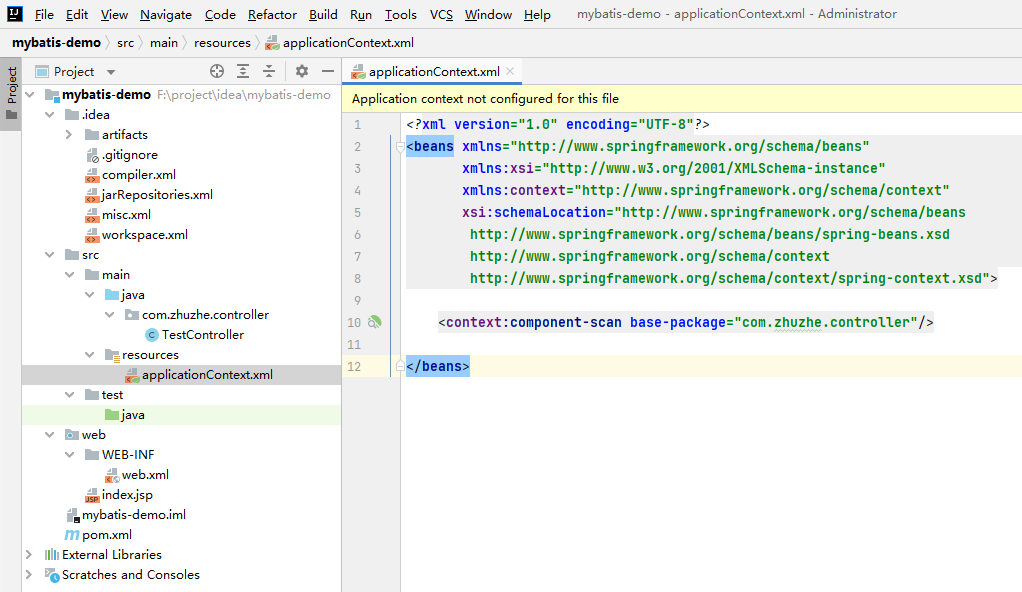 File Edit View Navigate Code Refactor Build Run Tools VCS Window Help mybatis-demo - applicationContext.xml - Administrator
mybatis-demo src main resources applicationContext.xml
Project
Project
mybatis-demo F:\project\idea\mybatis-demo
.idea
artifacts
.gitignore
compiler.xml
jarRepositories.xml
misc.xml
workspace.xml
src
main
java
com.zhuzhe.controller
TestController
resources
applicationContext.xml
test
java
web
WEB-INF
web.xml
index.jsp
mybatis-demo.iml
pom.xml
External Libraries
Scratches and Consoles
applicationContext.xml
Application context not configured for this file
1 <?xml version="1.0" encoding="UTF-8"?>
2 <beans xmlns="http://www.springframework.org/schema/beans"
3 xmlns:xsi="http://www.w3.org/2001/XMLSchema-instance"
4 xmlns:context="http://www.springframework.org/schema/context"
5 xsi:schemaLocation="http://www.springframework.org/schema/beans
6 http://www.springframework.org/schema/beans/spring-beans.xsd
7 http://www.springframework.org/schema/context
8 http://www.springframework.org/schema/context/spring-context.xsd">
9
10 <context:component-scan base-package="com.zhuzhe.controller"/>
11
12 </beans>